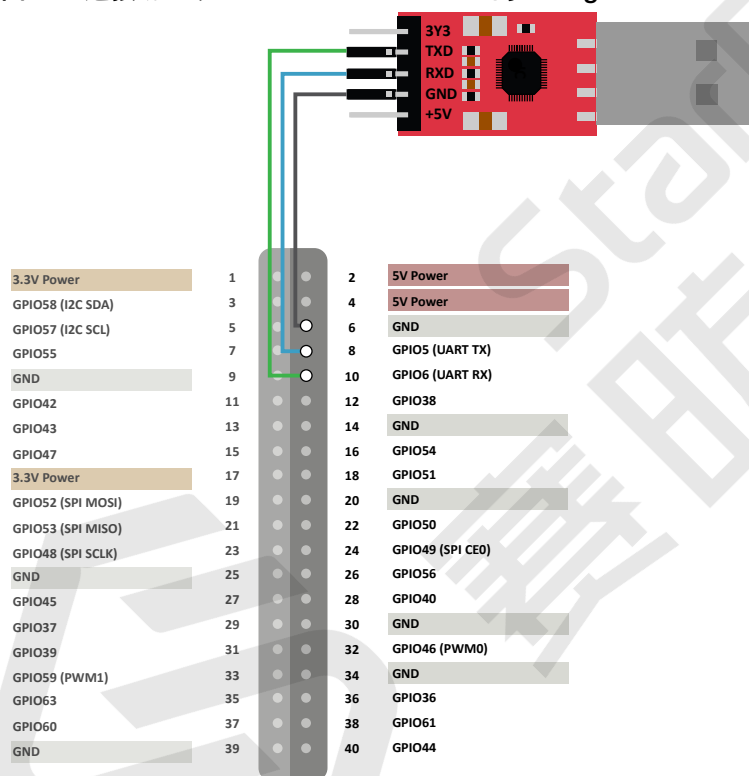 3Y3
TXD
RXD
GND
+5V
3.3V Power 1 2 5V Power
GPIO58 (I2C SDA) 3 4 5V Power
GPIO57 (I2C SCL) 5 6 GND
GPIO55 7 8 GPIO5 (UART TX)
GND 9 10 GPIO6 (UART RX)
GPIO42 11 12 GPIO38
GPIO43 13 14 GND
GPIO47 15 16 GPIO54
3.3V Power 17 18 GPIO51
GPIO52 (SPI MOSI) 19 20 GND
GPIO53 (SPI MISO) 21 22 GPIO50
GPIO48 (SPI SCLK) 23 24 GPIO49 (SPI CE0)
GND 25 26 GPIO56
GPIO45 27 28 GPIO40
GPIO37 29 30 GND
GPIO39 31 32 GPIO46 (PWM0)
GPIO59 (PWM1) 33 34 GND
GPIO63 35 36 GPIO36
GPIO60 37 38 GPIO61
GND 39 40 GPIO44